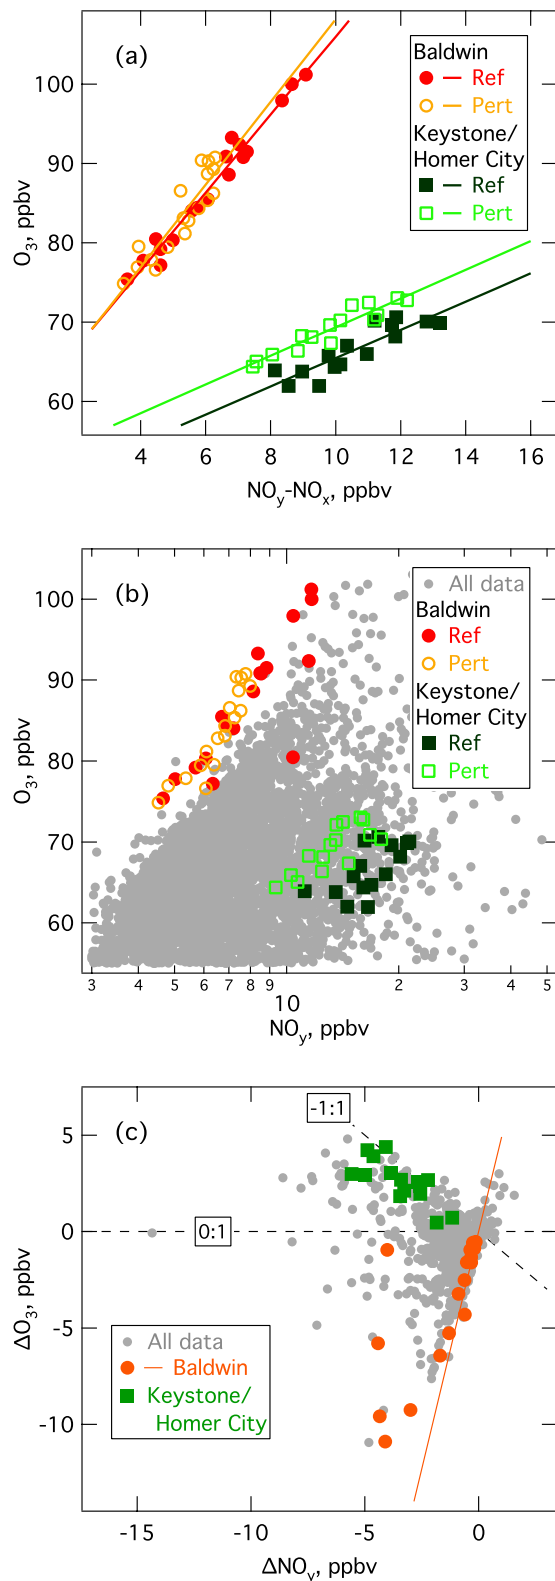 (a)
Baldwin
Ref
Pert
Keystone/
Homer City
Ref
Pert
100
90
80
70
60
O3, ppbv
4 6 8 10 12 14 16
NOy-NOx, ppbv
(b)
All data
Baldwin
Ref
Pert
Keystone/
Homer City
Ref
Pert
100
90
80
70
60
O3, ppbv
3 4 5 6 7 8 9 10 2 3 4 5
NOy, ppbv
(c)
-1:1
0:1
5
0
-5
-10
ΔO3, ppbv
All data
Baldwin
Keystone/
Homer City
-15 -10 -5 0
ΔNOy, ppbv